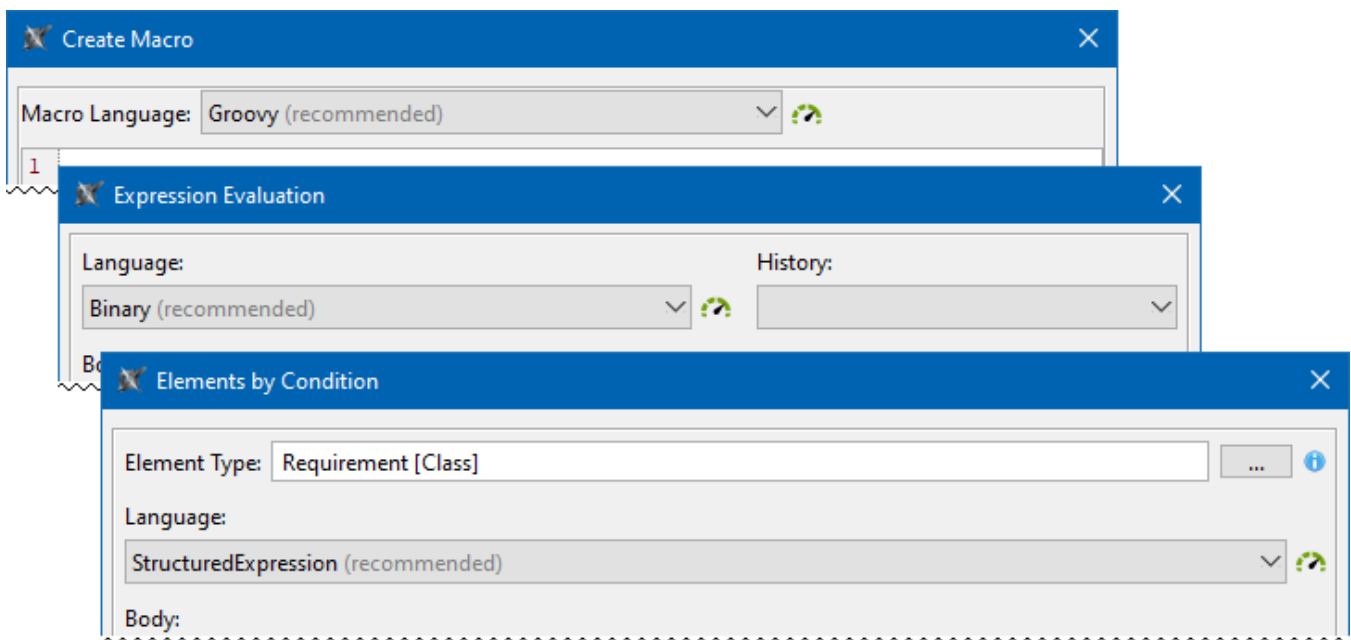 Create Macro
Macro Language: Groovy (recommended)
1
Expression Evaluation
Language: History:
Binary (recommended)
Elements by Condition
Element Type: Requirement [Class] ...
Language:
StructuredExpression (recommended)
Body: